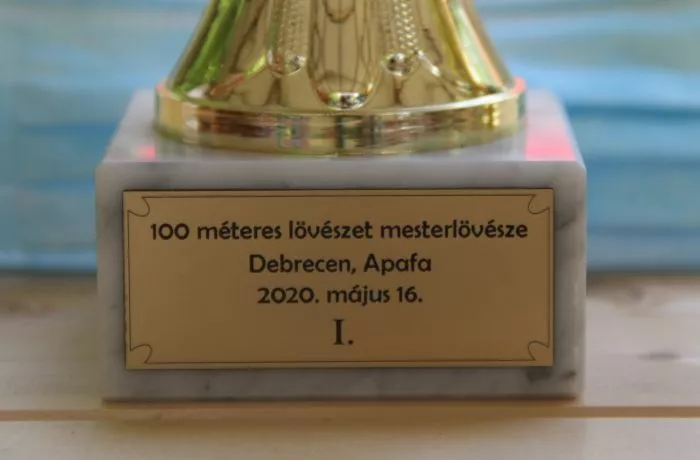 100 méteres lövészet mesterlövésze
Debrecen, Apafa
2020. május 16.
I.